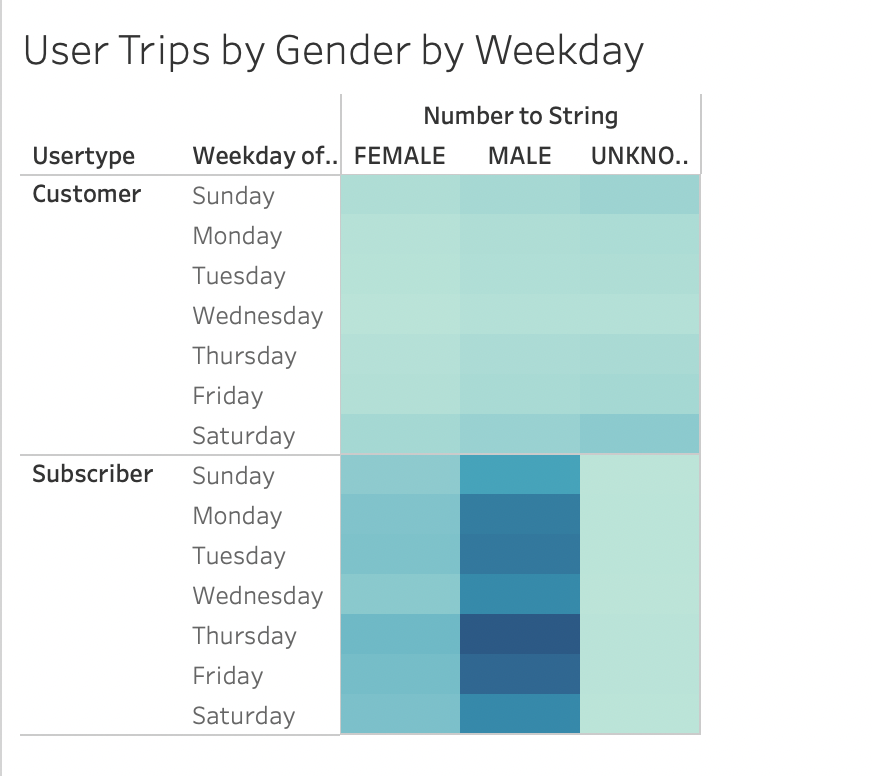 User Trips by Gender by Weekday
Number to String
Usertype Weekday of.. FEMALE MALE UNKNO..
Customer Sunday
Monday
Tuesday
Wednesday
Thursday
Friday
Saturday
Subscriber Sunday
Monday
Tuesday
Wednesday
Thursday
Friday
Saturday